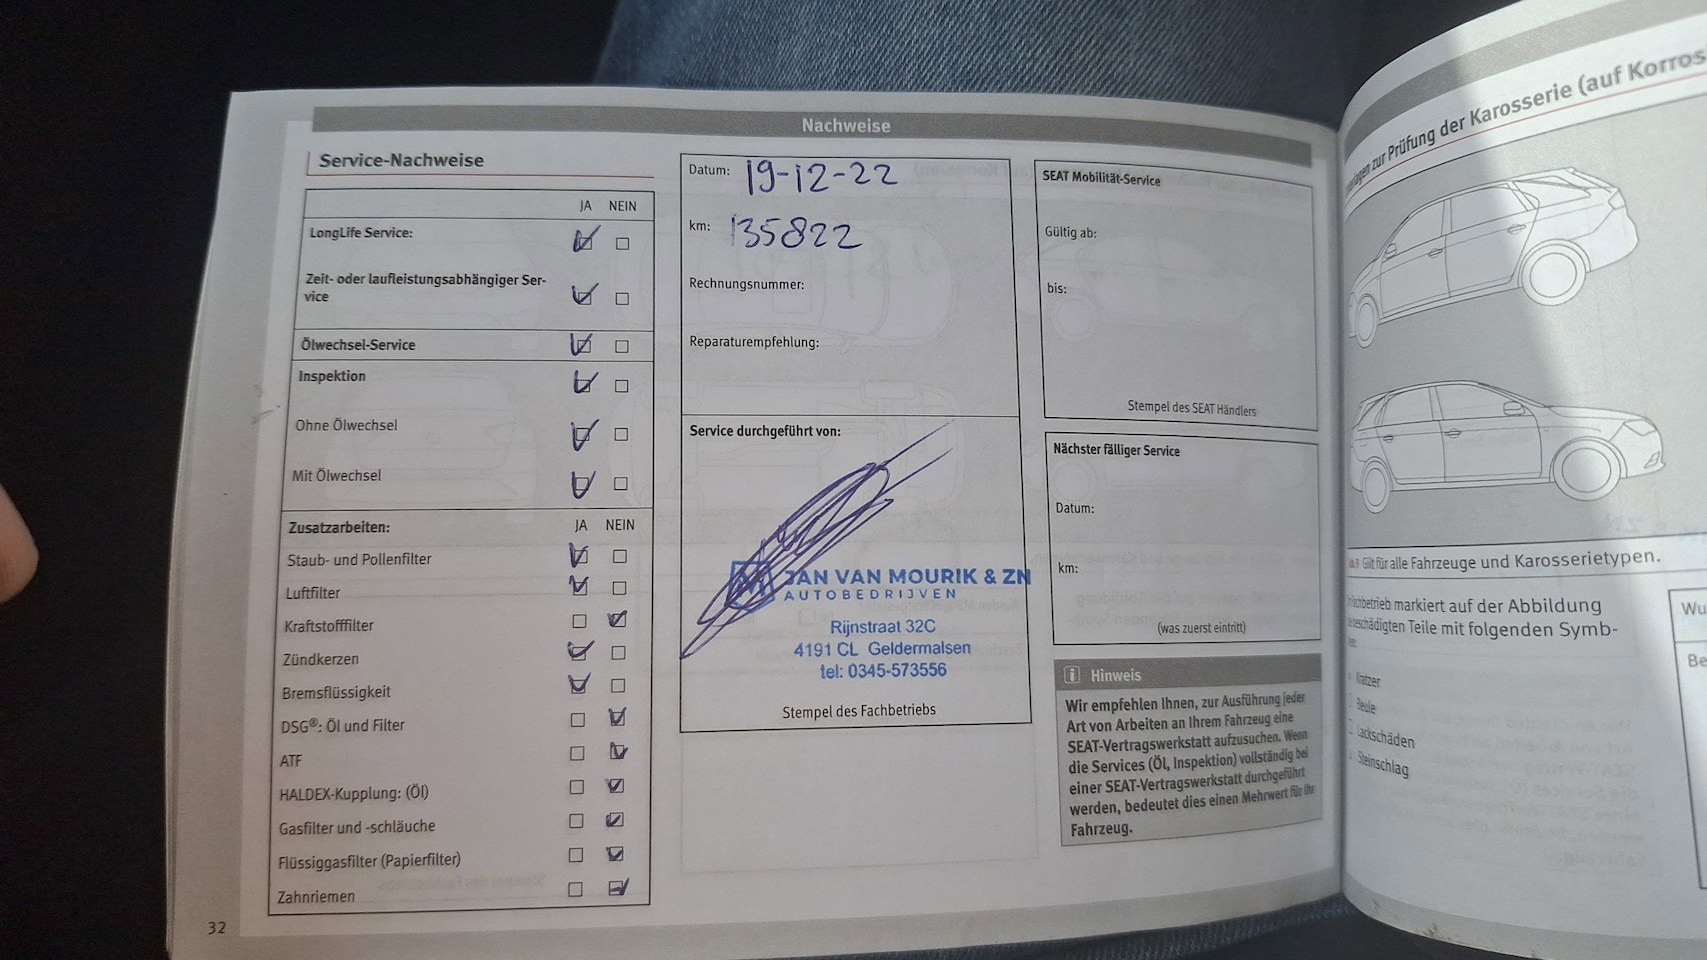 Nachweise
Service-Nachweise
JA NEIN
LongLife Service:
Zeit- oder laufleistungsabhängiger Ser-
vice
Ölwechsel-Service
Inspektion
Ohne Ölwechsel
Mit Ölwechsel
Zusatzarbeiten: JA NEIN
Staub- und Pollenfilter
Luftfilter
Kraftstofffilter
Zündkerzen
Bremsflüssigkeit
DSG®: Öl und Filter
ATF
HALDEX-Kupplung: (Öl)
Gasfilter und -schläuche
Flüssiggasfilter (Papierfilter)
Zahnriemen
32
Datum: 19-12-22
km: 135822
Rechnungsnummer:
Reparaturempfehlung:
Service durchgeführt von:
JAN VAN MOURIK & ZN
AUTOBEDRIJVEN
Rijnstraat 32C
4191 CL Geldermalsen
tel: 0345-573556
Stempel des Fachbetriebs
SEAT Mobilität-Service
Gültig ab:
bis:
Stempel des SEAT Händlers
Nächster fälliger Service
Datum:
km:
(was zuerst eintritt)
Hinweis
Wir empfehlen Ihnen, zur Ausführung jeder
Art von Arbeiten an Ihrem Fahrzeug eine
SEAT-Vertragswerkstatt aufzusuchen. Wenn
die Services (Öl, Inspektion) vollständig bei
einer SEAT-Vertragswerkstatt durchgeführt
werden, bedeutet dies einen Mehrwert für Ihr
Fahrzeug.
zur Prüfung der Karosserie (auf Korros
Gilt für alle Fahrzeuge und Karosserietypen.
markiert auf der Abbildung
beschädigten Teile mit folgenden Symb-
Kratzer
Beule
Lackschäden
Steinschlag
Wu
Be